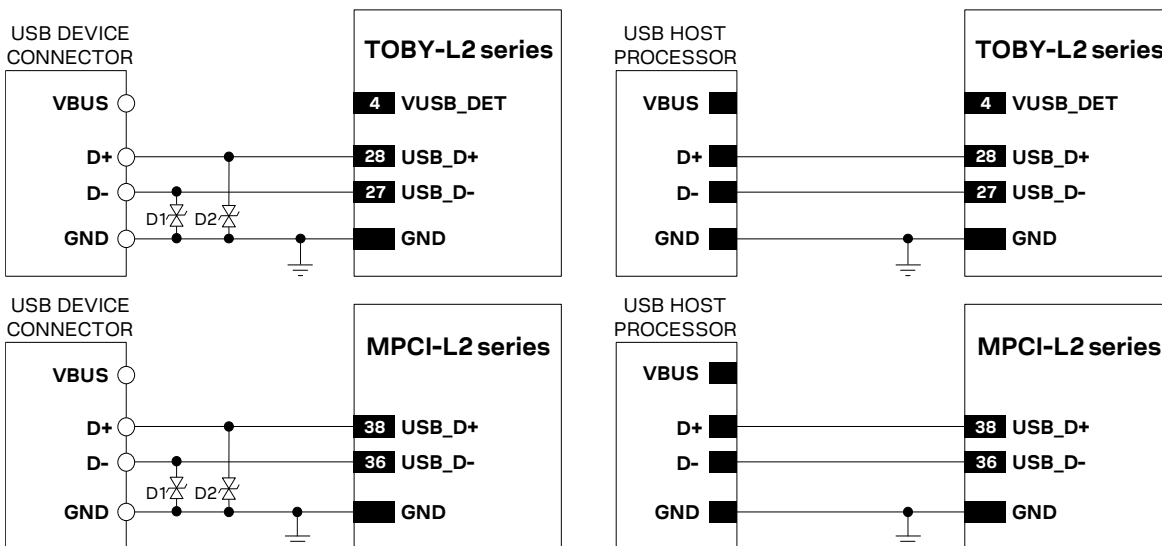 USB DEVICE
CONNECTOR
TOBY-L2 series
VBUS
4 VUSB_DET
D+
28 USB_D+
D-
27 USB_D-
D1
D2
GND
GND
USB HOST
PROCESSOR
TOBY-L2 series
VBUS
4 VUSB_DET
D+
28 USB_D+
D-
27 USB_D-
GND
GND
USB DEVICE
CONNECTOR
MPCI-L2 series
VBUS
D+
38 USB_D+
D-
36 USB_D-
D1
D2
GND
GND
USB HOST
PROCESSOR
MPCI-L2 series
VBUS
D+
38 USB_D+
D-
36 USB_D-
GND
GND